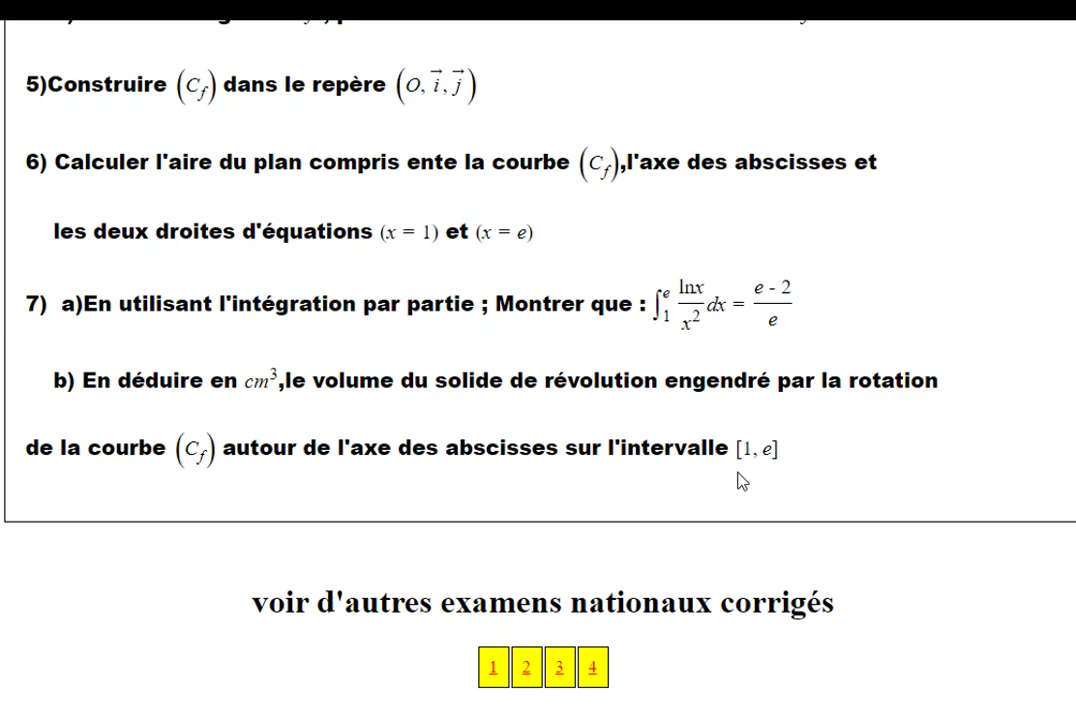 5)Construire (C_f) dans le repère (O, i⃗, j⃗)
6) Calculer l'aire du plan compris ente la courbe (C_f),l'axe des abscisses et
les deux droites d'équations (x = 1) et (x = e)
7) a)En utilisant l'intégration par partie ; Montrer que : ∫₁ᵉ lnx/x² dx = (e - 2)/e
b) En déduire en cm³,le volume du solide de révolution engendré par la rotation
de la courbe (C_f) autour de l'axe des abscisses sur l'intervalle [1, e]
voir d'autres examens nationaux corrigés
1 2 3 4